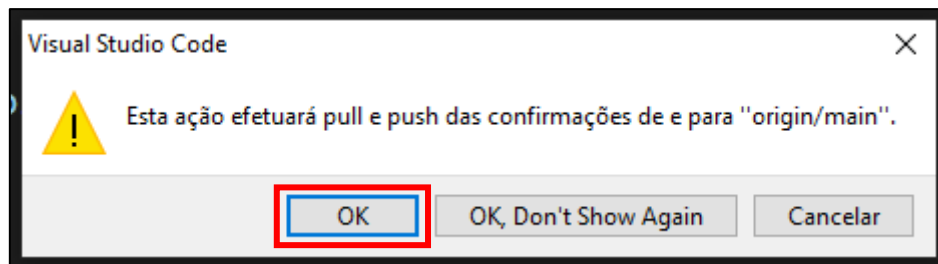 Visual Studio Code
Esta ação efetuará pull e push das confirmações de e para "origin/main".
OK
OK, Don't Show Again
Cancelar